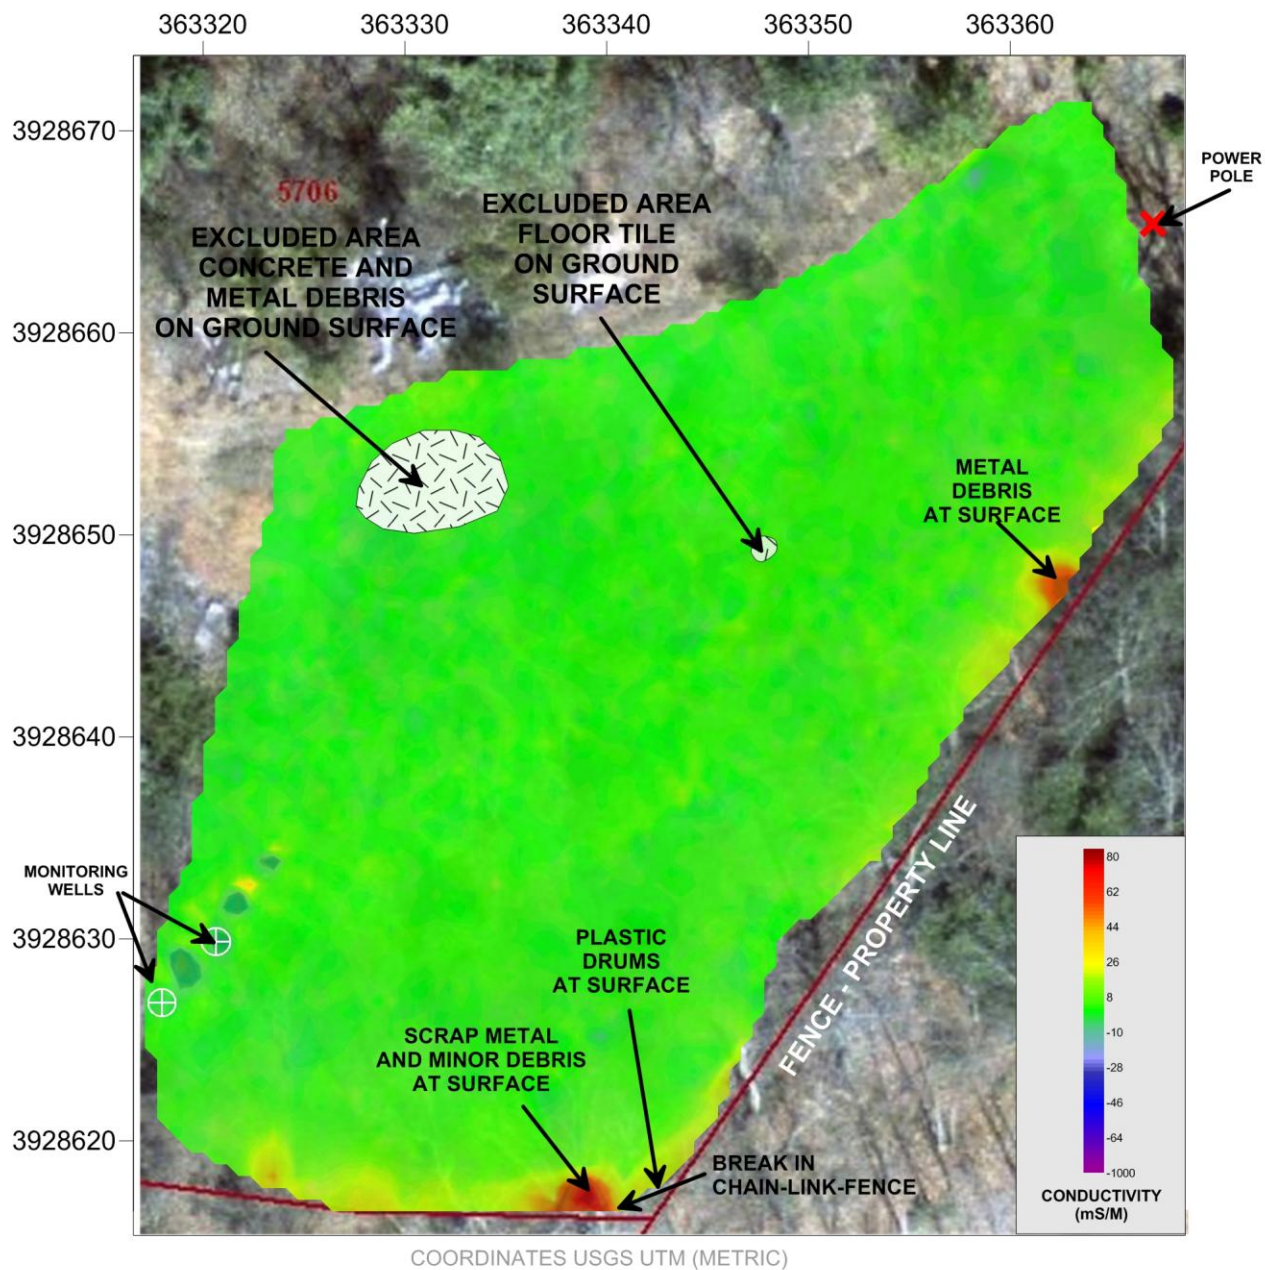 363320 363330 363340 363350 363360
3928670
3928660
3928650
3928640
3928630
3928620
POWER
POLE
5706
EXCLUDED AREA
CONCRETE AND
METAL DEBRIS
ON GROUND SURFACE
EXCLUDED AREA
FLOOR TILE
ON GROUND
SURFACE
METAL
DEBRIS
AT SURFACE
MONITORING
WELLS
PLASTIC
DRUMS
AT SURFACE
SCRAP METAL
AND MINOR DEBRIS
AT SURFACE
FENCE - PROPERTY LINE
BREAK IN
CHAIN-LINK-FENCE
80
62
44
26
8
-10
-28
-46
-64
-1000
CONDUCTIVITY
(mS/M)
COORDINATES USGS UTM (METRIC)